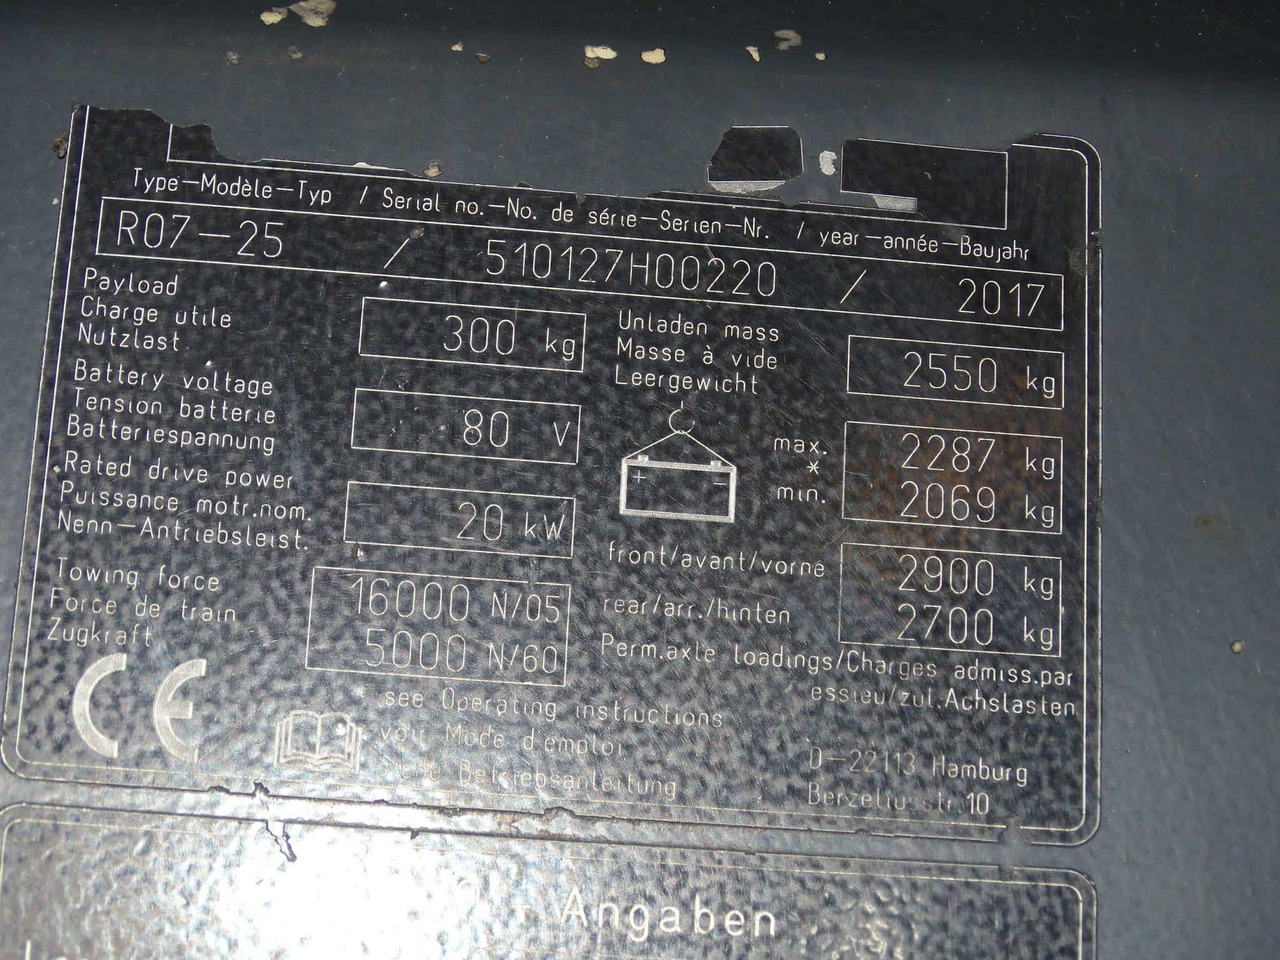 Type-Modèle-Typ / Serial no.-No. de série-Serien-Nr. / year-année-Baujahr
R07-25 / 510127H00220 / 2017
Payload
Charge utile
Nutzlast
300 kg
Unladen mass
Masse à vide
Leergewicht
2550 kg
Battery voltage
Tension batterie
Batteriespannung
80 V
max. 2287 kg
*
min. 2069 kg
+ -
Rated drive power
Puissance motr.nom.
Nenn-Antriebsleist.
20 kW
front/avant/vorne 2900 kg
rear/arr./hinten 2700 kg
Perm.axle loadings/Charges admiss.par
essieu/zul.Achslasten
Towing force
Force de train
Zugkraft
16000 N/05
5000 N/60
CE
* see Operating instructions
voir Mode d'emploi
Betriebsanleitung
D-22113 Hamburg
Berzeliusstr.10
Angaben